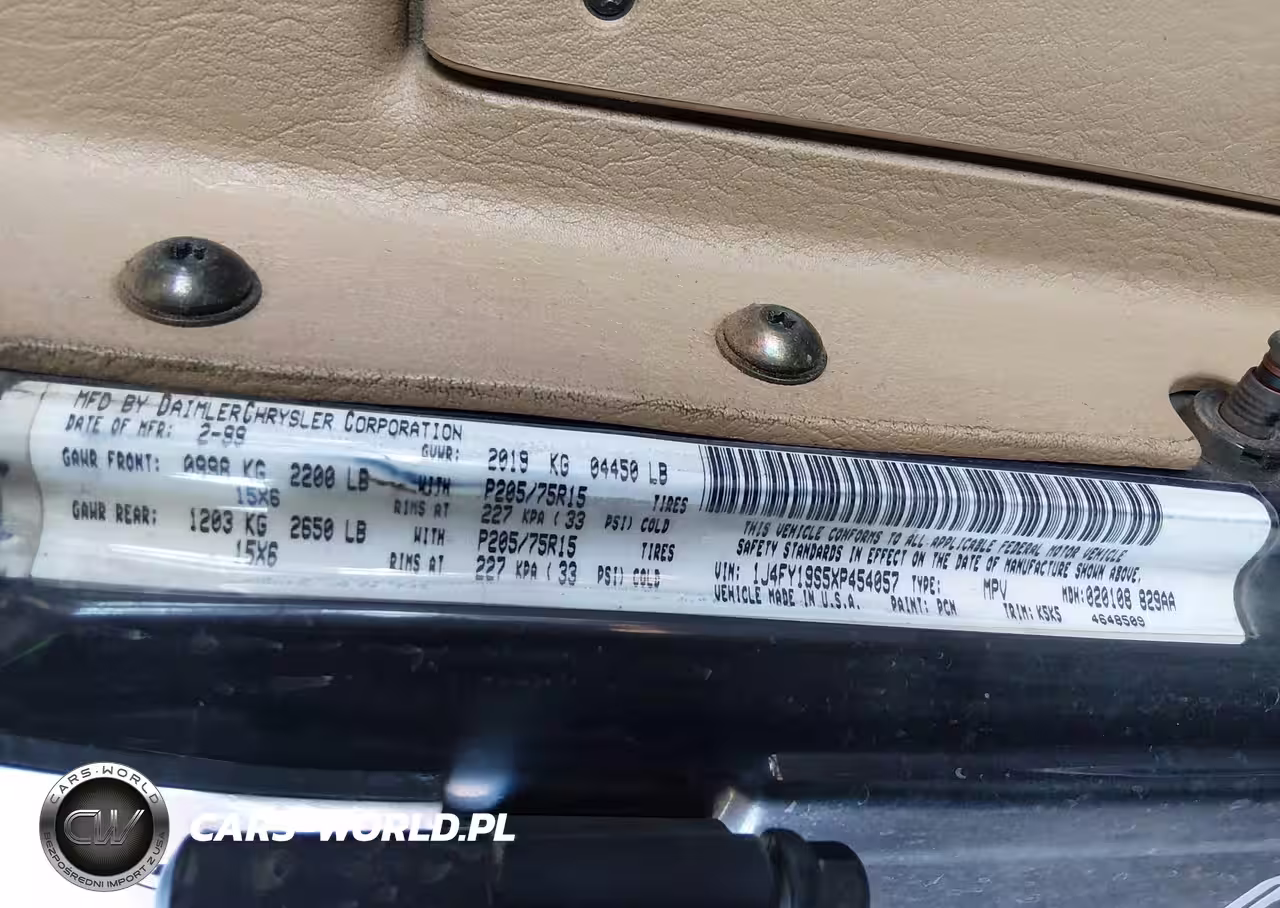 MFD BY DAIMLERCHRYSLER CORPORATION
DATE OF MFR: 2-99 GVWR: 2019 KG 04450 LB
GAWR FRONT: 0998 KG 2200 LB WITH P205/75R15 TIRES
15X6 RIMS AT 227 KPA ( 33 PSI) COLD
GAWR REAR: 1203 KG 2650 LB WITH P205/75R15 TIRES
15X6 RIMS AT 227 KPA ( 33 PSI) COLD
THIS VEHICLE CONFORMS TO ALL APPLICABLE FEDERAL MOTOR VEHICLE
SAFETY STANDARDS IN EFFECT ON THE DATE OF MANUFACTURE SHOWN ABOVE.
VIN: 1J4FY19S5XP454057 TYPE: MPV MDH:020108 829AA
VEHICLE MADE IN U.S.A. PAINT: PCN TRIM: KSK5 4648509
CARS-WORLD
CW
BEZPOŚREDNI IMPORT Z USA
CARS-WORLD.PL